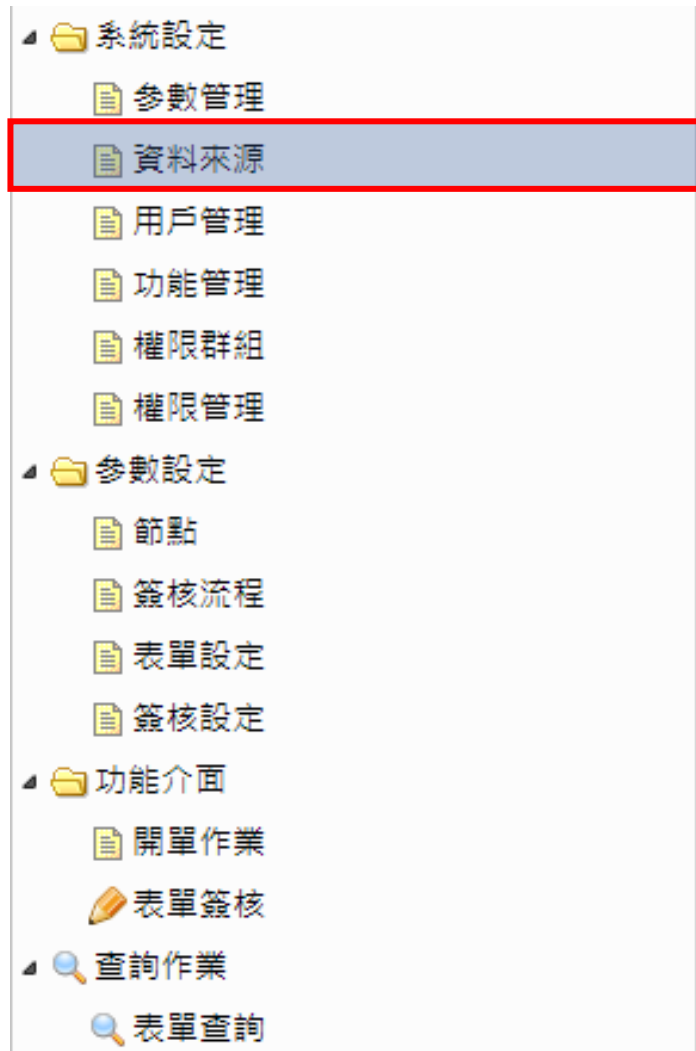 系統設定
參數管理
資料來源
用戶管理
功能管理
權限群組
權限管理
參數設定
節點
簽核流程
表單設定
簽核設定
功能介面
開單作業
表單簽核
查詢作業
表單查詢